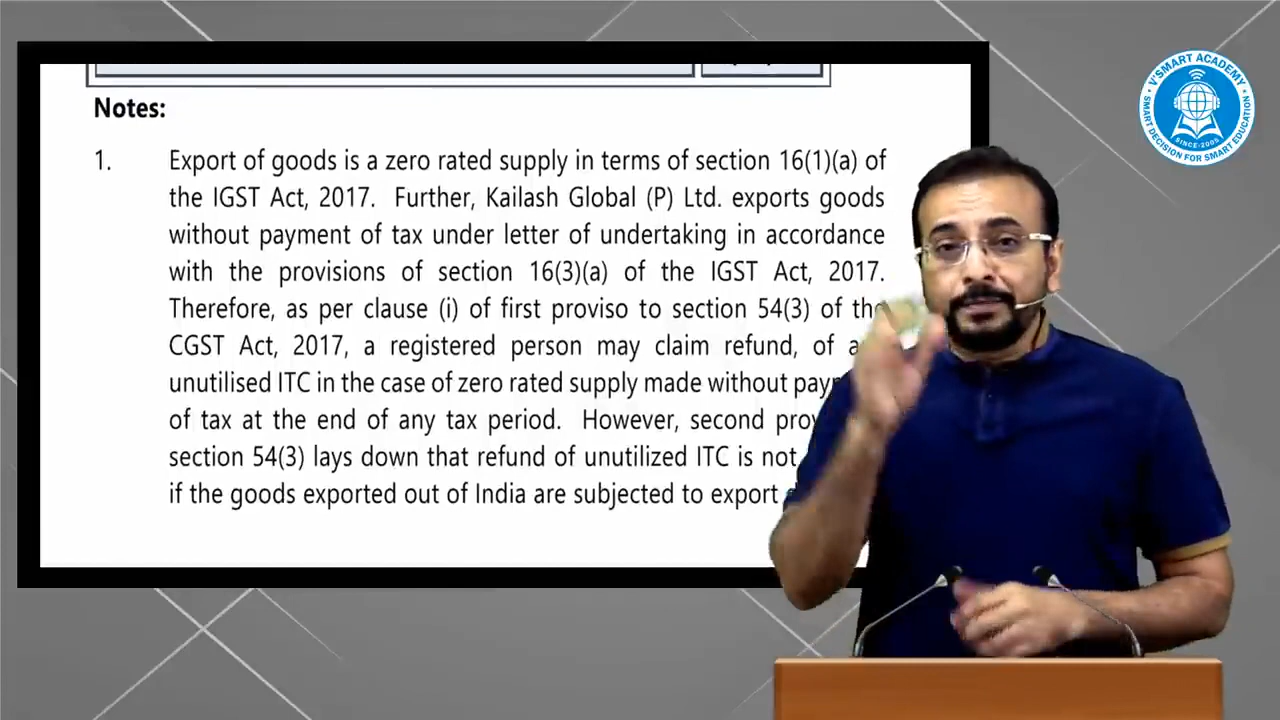 Notes:
1. Export of goods is a zero rated supply in terms of section 16(1)(a) of
the IGST Act, 2017. Further, Kailash Global (P) Ltd. exports goods
without payment of tax under letter of undertaking in accordance
with the provisions of section 16(3)(a) of the IGST Act, 2017.
Therefore, as per clause (i) of first proviso to section 54(3) of the
CGST Act, 2017, a registered person may claim refund, of
unutilised ITC in the case of zero rated supply made without
of tax at the end of any tax period. However, second
section 54(3) lays down that refund of unutilized ITC is not
if the goods exported out of India are subjected to export
V'SMART ACADEMY
SINCE-2005
SMART DECISION FOR SMART EDUCATION